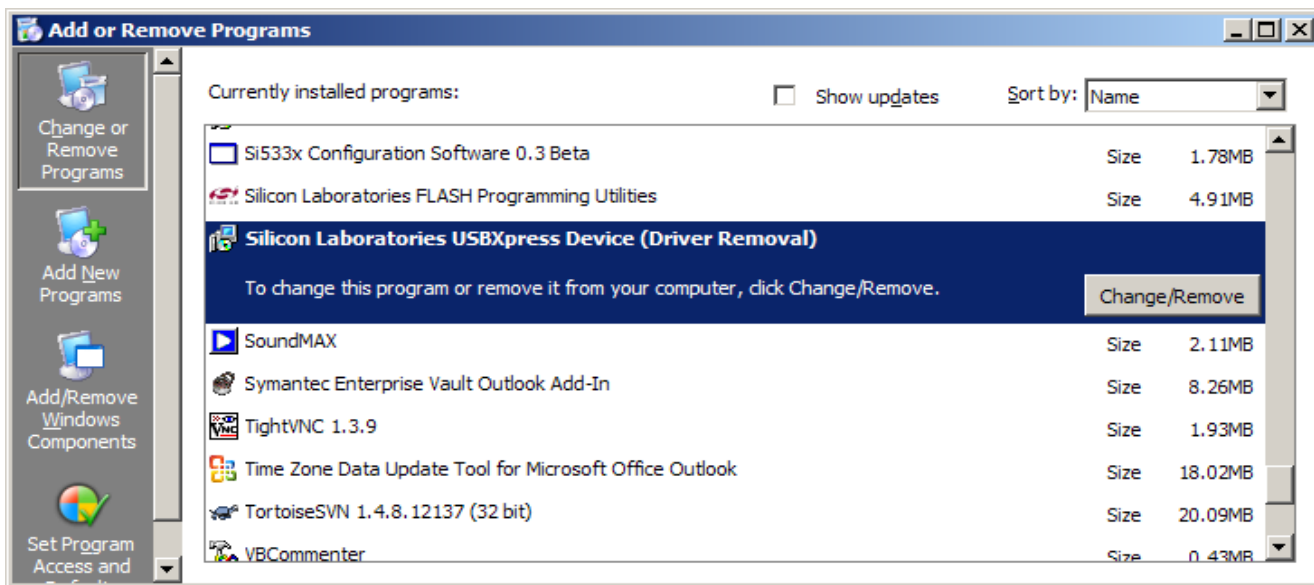 Add or Remove Programs
Change or
Remove
Programs
Add New
Programs
Add/Remove
Windows
Components
Set Program
Access and
Currently installed programs:
Show updates
Sort by: Name
Si533x Configuration Software 0.3 Beta Size 1.78MB
Silicon Laboratories FLASH Programming Utilities Size 4.91MB
Silicon Laboratories USBXpress Device (Driver Removal)
To change this program or remove it from your computer, click Change/Remove.
Change/Remove
SoundMAX Size 2.11MB
Symantec Enterprise Vault Outlook Add-In Size 8.26MB
TightVNC 1.3.9 Size 1.93MB
Time Zone Data Update Tool for Microsoft Office Outlook Size 18.02MB
TortoiseSVN 1.4.8.12137 (32 bit) Size 20.09MB
VBCommenter Size 0.43MB